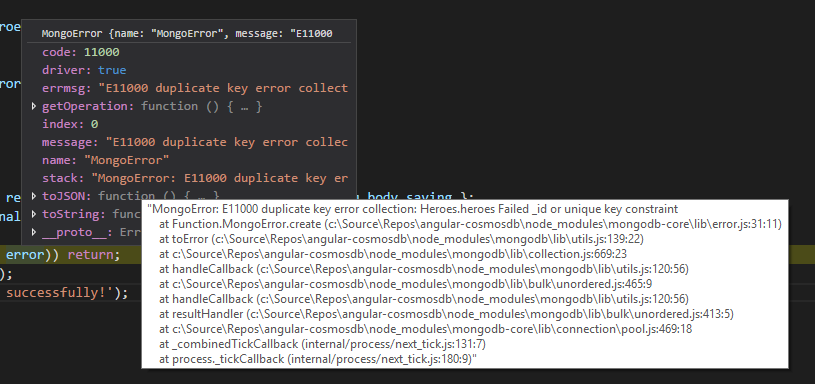 roe
MongoError {name: "MongoError", message: "E11000
code: 11000
driver: true
error
errmsg: "E11000 duplicate key error collect
getOperation: function () { … }
index: 0
message: "E11000 duplicate key error collec
name: "MongoError"
stack: "MongoError: E11000 duplicate key er
re toJSON: function () { … } body.saying };
nal toString: func
__proto__: Err
error)) return;
);
successfully!');
"MongoError: E11000 duplicate key error collection: Heroes.heroes Failed _id or unique key constraint
at Function.MongoError.create (c:\Source\Repos\angular-cosmosdb\node_modules\mongodb-core\lib\error.js:31:11)
at toError (c:\Source\Repos\angular-cosmosdb\node_modules\mongodb\lib\utils.js:139:22)
at c:\Source\Repos\angular-cosmosdb\node_modules\mongodb\lib\collection.js:669:23
at handleCallback (c:\Source\Repos\angular-cosmosdb\node_modules\mongodb\lib\utils.js:120:56)
at c:\Source\Repos\angular-cosmosdb\node_modules\mongodb\lib\bulk\unordered.js:465:9
at handleCallback (c:\Source\Repos\angular-cosmosdb\node_modules\mongodb\lib\utils.js:120:56)
at resultHandler (c:\Source\Repos\angular-cosmosdb\node_modules\mongodb\lib\bulk\unordered.js:413:5)
at c:\Source\Repos\angular-cosmosdb\node_modules\mongodb-core\lib\connection\pool.js:469:18
at _combinedTickCallback (internal/process/next_tick.js:131:7)
at process._tickCallback (internal/process/next_tick.js:180:9)"